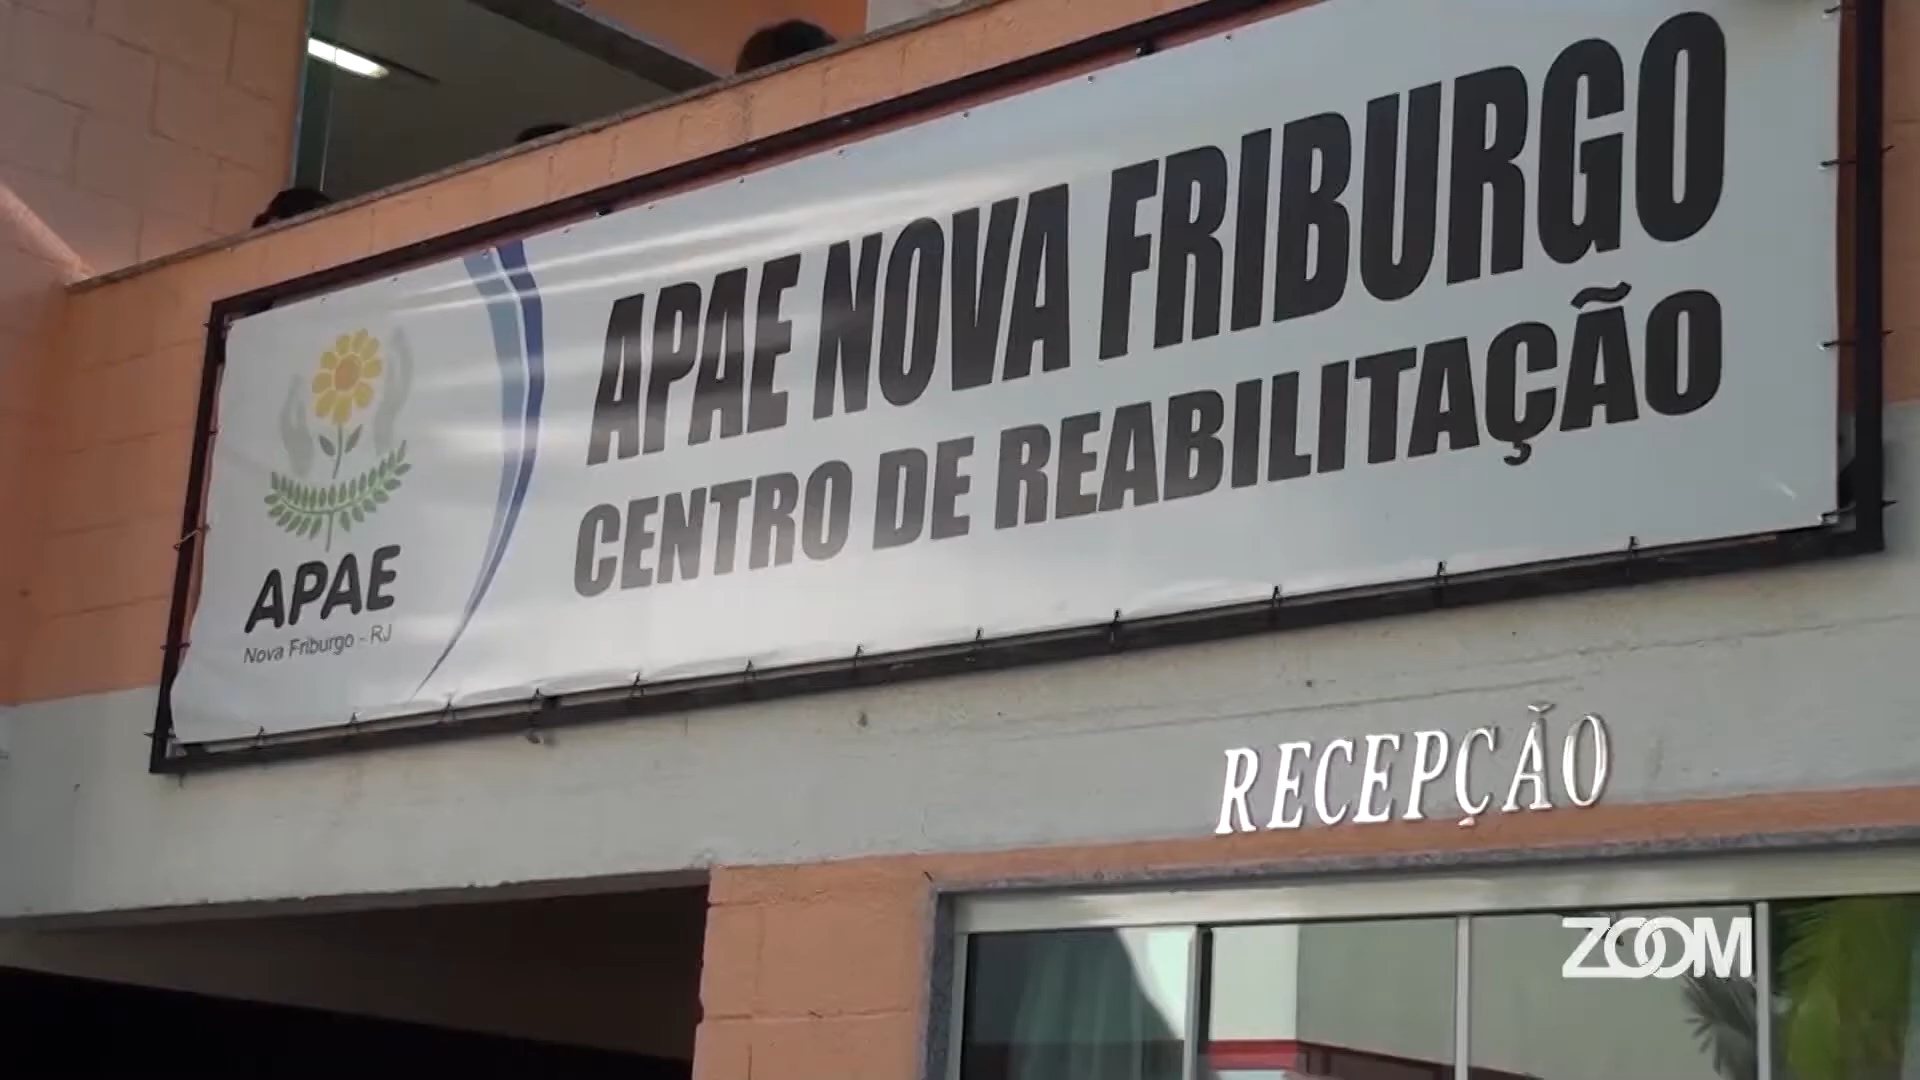 APAE NOVA FRIBURGO
CENTRO DE REABILITAÇÃO
APAE
Nova Friburgo - RJ
RECEPÇÃO
ZOOM